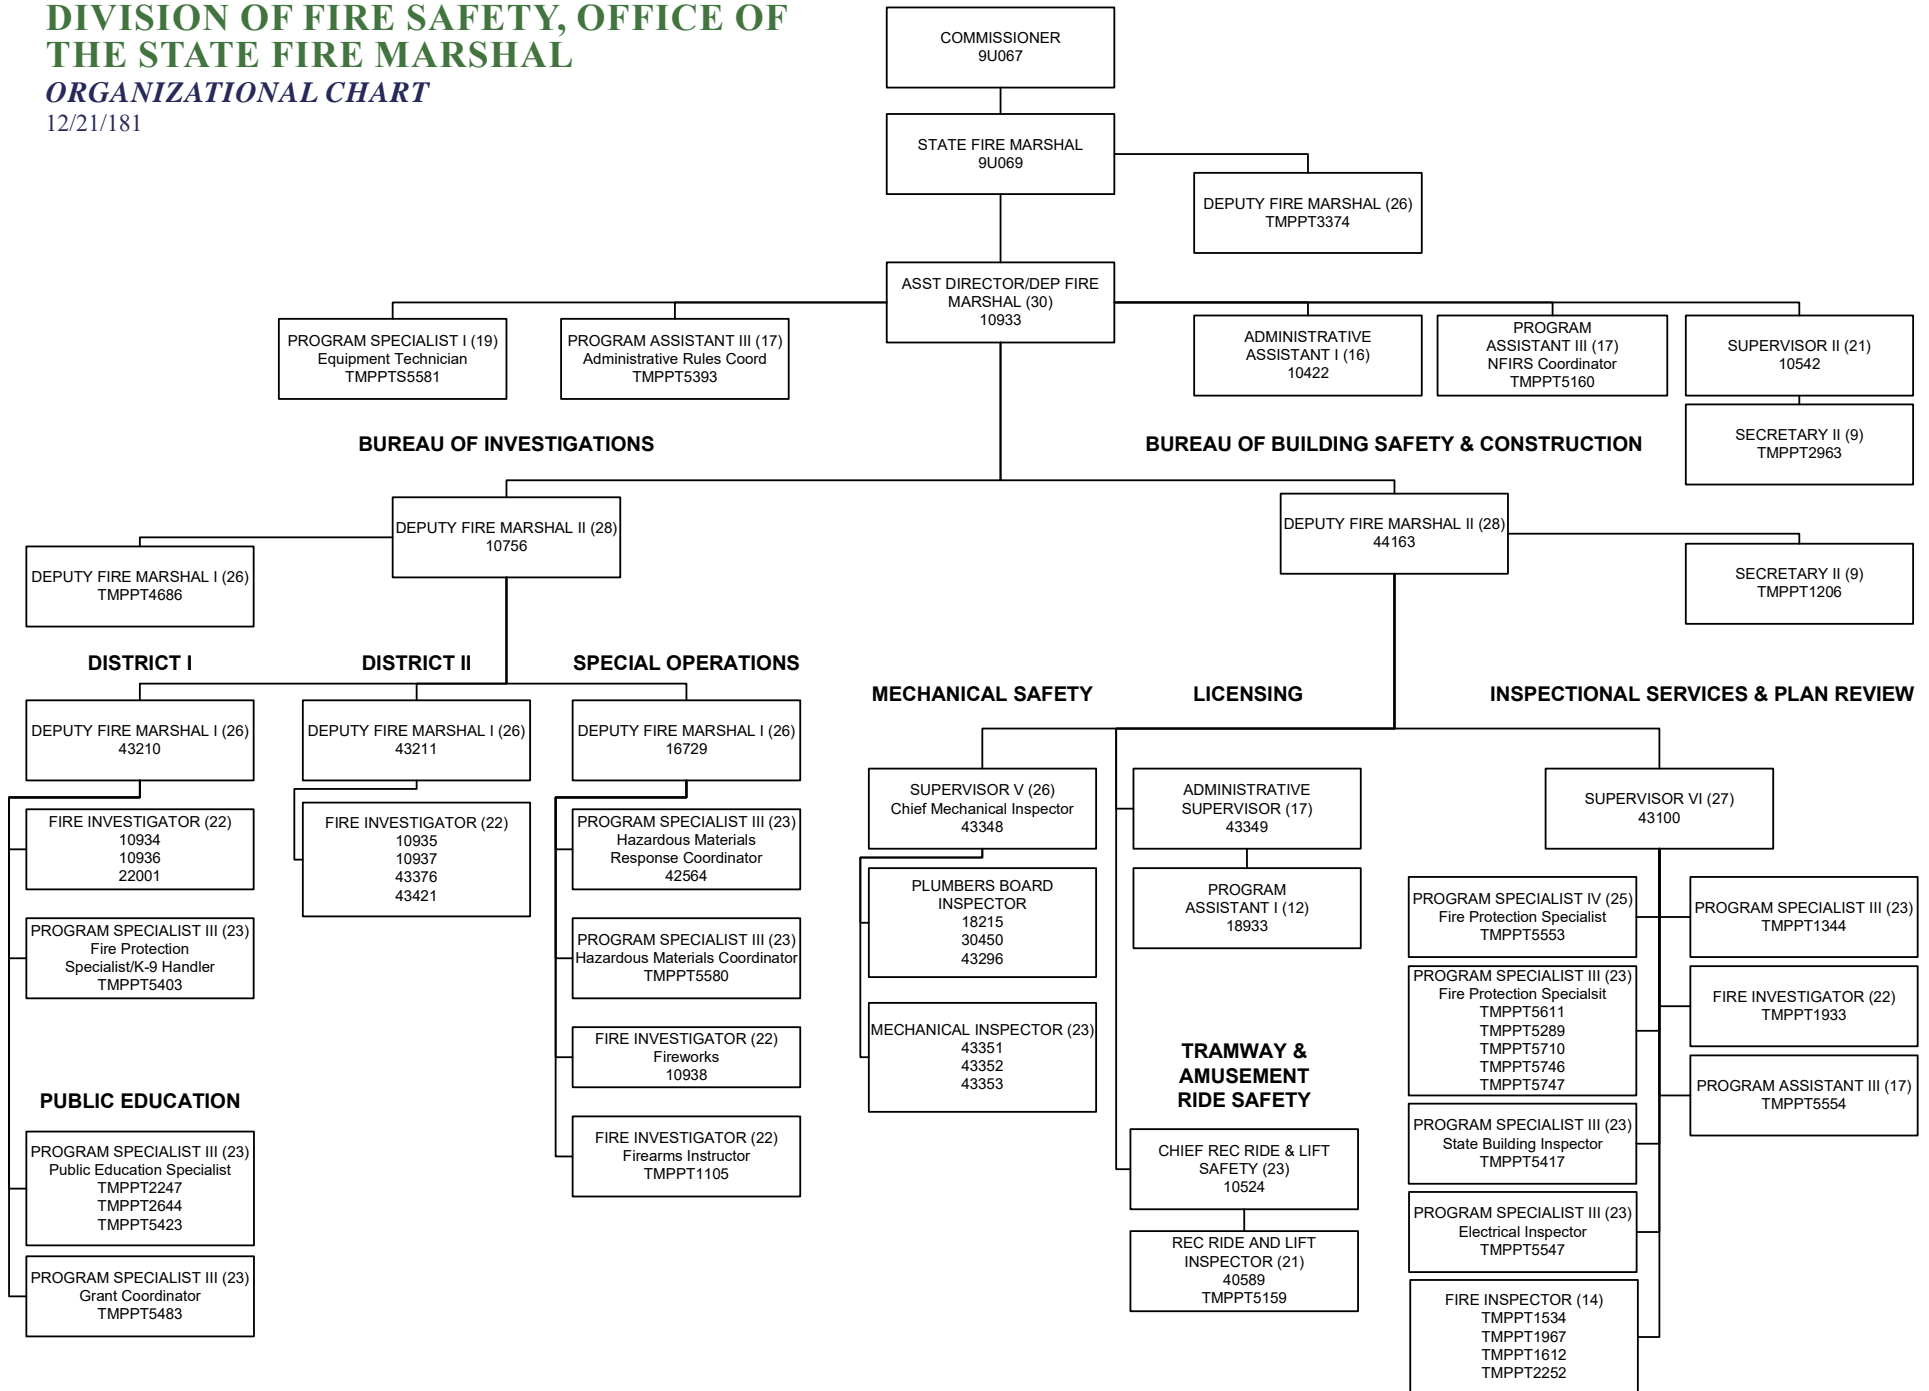 DIVISION OF FIRE SAFETY, OFFICE OF
THE STATE FIRE MARSHAL
ORGANIZATIONAL CHART
12/21/181
COMMISSIONER
9U067
STATE FIRE MARSHAL
9U069
DEPUTY FIRE MARSHAL (26)
TMPPT3374
ASST DIRECTOR/DEP FIRE
MARSHAL (30)
10933
PROGRAM SPECIALIST I (19)
Equipment Technician
TMPPTS5581
PROGRAM ASSISTANT III (17)
Administrative Rules Coord
TMPPT5393
ADMINISTRATIVE
ASSISTANT I (16)
10422
PROGRAM
ASSISTANT III (17)
NFIRS Coordinator
TMPPT5160
SUPERVISOR II (21)
10542
SECRETARY II (9)
TMPPT2963
BUREAU OF INVESTIGATIONS
BUREAU OF BUILDING SAFETY & CONSTRUCTION
DEPUTY FIRE MARSHAL II (28)
10756
DEPUTY FIRE MARSHAL I (26)
TMPPT4686
DEPUTY FIRE MARSHAL II (28)
44163
SECRETARY II (9)
TMPPT1206
DISTRICT I
DEPUTY FIRE MARSHAL I (26)
43210
FIRE INVESTIGATOR (22)
10934
10936
22001
PROGRAM SPECIALIST III (23)
Fire Protection
Specialist/K-9 Handler
TMPPT5403
PUBLIC EDUCATION
PROGRAM SPECIALIST III (23)
Public Education Specialist
TMPPT2247
TMPPT2644
TMPPT5423
PROGRAM SPECIALIST III (23)
Grant Coordinator
TMPPT5483
DISTRICT II
DEPUTY FIRE MARSHAL I (26)
43211
FIRE INVESTIGATOR (22)
10935
10937
43376
43421
SPECIAL OPERATIONS
DEPUTY FIRE MARSHAL I (26)
16729
PROGRAM SPECIALIST III (23)
Hazardous Materials
Response Coordinator
42564
PROGRAM SPECIALIST III (23)
Hazardous Materials Coordinator
TMPPT5580
FIRE INVESTIGATOR (22)
Fireworks
10938
FIRE INVESTIGATOR (22)
Firearms Instructor
TMPPT1105
MECHANICAL SAFETY
SUPERVISOR V (26)
Chief Mechanical Inspector
43348
PLUMBERS BOARD
INSPECTOR
18215
30450
43296
MECHANICAL INSPECTOR (23)
43351
43352
43353
LICENSING
ADMINISTRATIVE
SUPERVISOR (17)
43349
PROGRAM
ASSISTANT I (12)
18933
TRAMWAY &
AMUSEMENT
RIDE SAFETY
CHIEF REC RIDE & LIFT
SAFETY (23)
10524
REC RIDE AND LIFT
INSPECTOR (21)
40589
TMPPT5159
INSPECTIONAL SERVICES & PLAN REVIEW
SUPERVISOR VI (27)
43100
PROGRAM SPECIALIST IV (25)
Fire Protection Specialist
TMPPT5553
PROGRAM SPECIALIST III (23)
Fire Protection Specialsit
TMPPT5611
TMPPT5289
TMPPT5710
TMPPT5746
TMPPT5747
PROGRAM SPECIALIST III (23)
State Building Inspector
TMPPT5417
PROGRAM SPECIALIST III (23)
Electrical Inspector
TMPPT5547
FIRE INSPECTOR (14)
TMPPT1534
TMPPT1967
TMPPT1612
TMPPT2252
PROGRAM SPECIALIST III (23)
TMPPT1344
FIRE INVESTIGATOR (22)
TMPPT1933
PROGRAM ASSISTANT III (17)
TMPPT5554